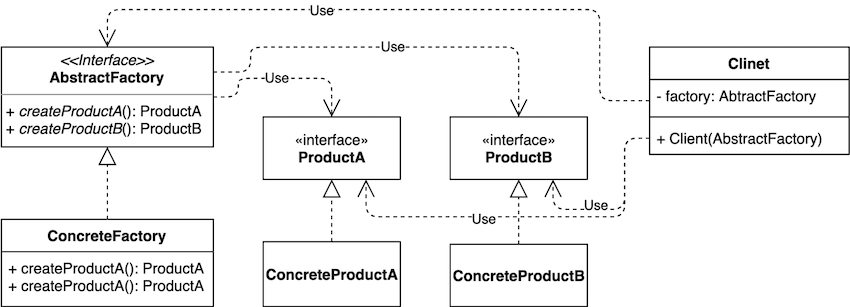 Use
<<Interface>>
AbstractFactory
+ createProductA(): ProductA
+ createProductB(): ProductB
Use
Use
Clinet
- factory: AbtractFactory
+ Client(AbstractFactory)
«interface»
ProductA
«interface»
ProductB
Use
Use
ConcreteFactory
+ createProductA(): ProductA
+ createProductA(): ProductA
ConcreteProductA
ConcreteProductB